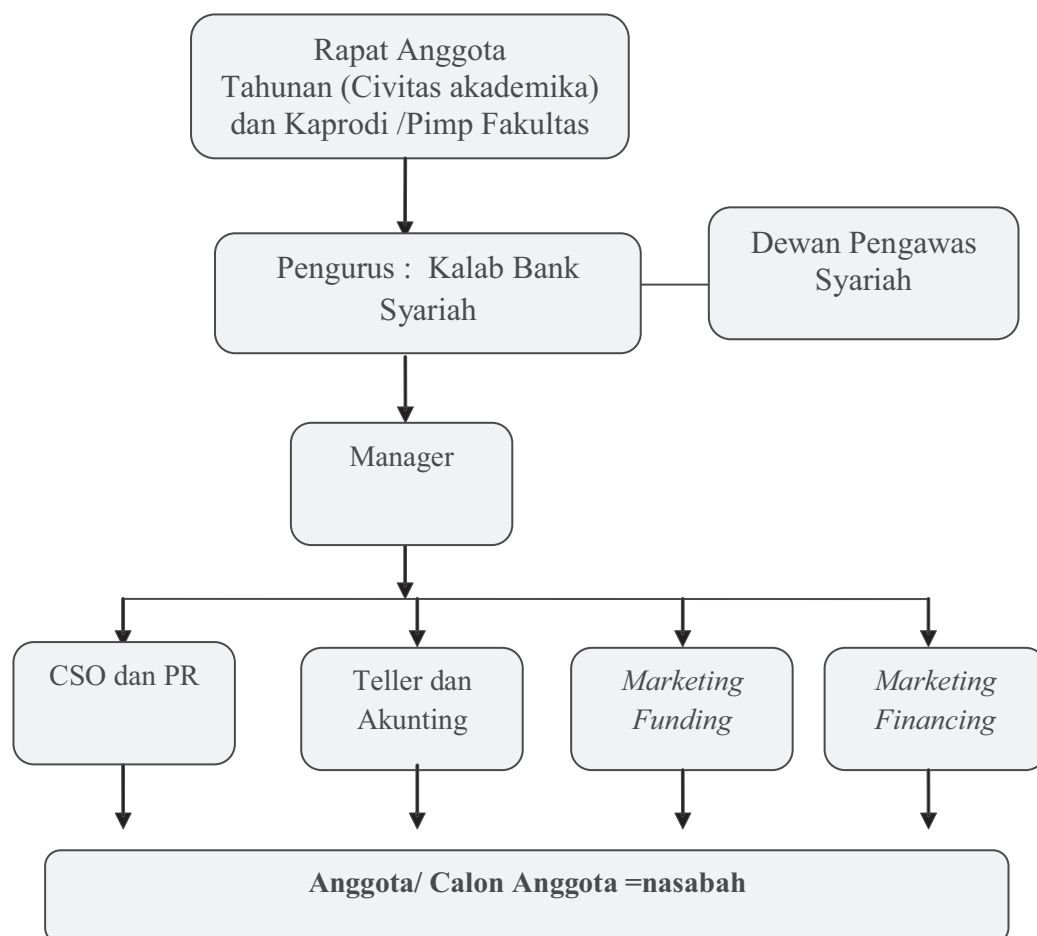 Rapat Anggota
Tahunan (Civitas akademika)
dan Kaprodi /Pimp Fakultas
Pengurus : Kalab Bank
Syariah
Dewan Pengawas
Syariah
Manager
CSO dan PR
Teller dan
Akunting
Marketing
Funding
Marketing
Financing
Anggota/ Calon Anggota =nasabah